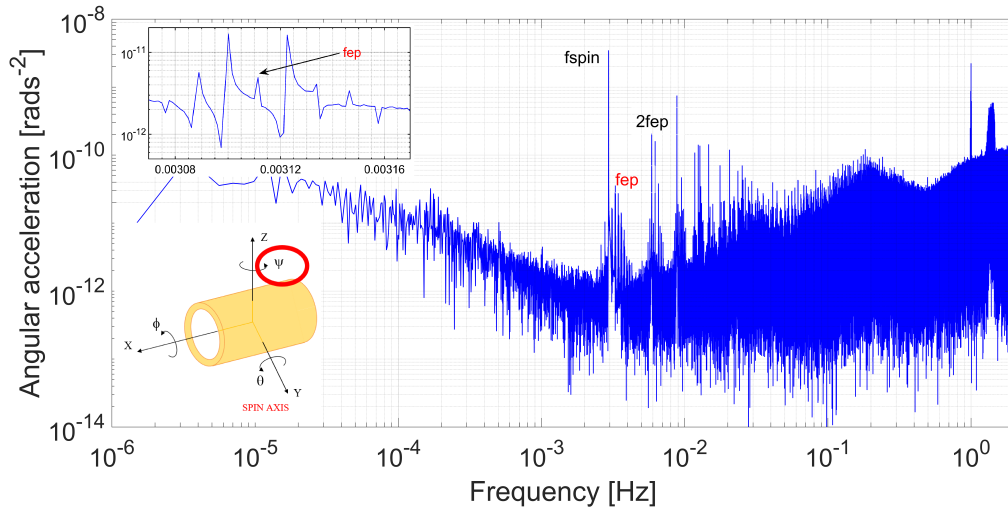 10^-8
10^-10
10^-12
10^-14
Angular acceleration [rads^-2]
10^-11
10^-12
0.00308
0.00312
0.00316
fep
fspin
2fep
fep
Z
ψ
ϕ
X
θ
Y
SPIN AXIS
10^-6
10^-5
10^-4
10^-3
10^-2
10^-1
10^0
Frequency [Hz]